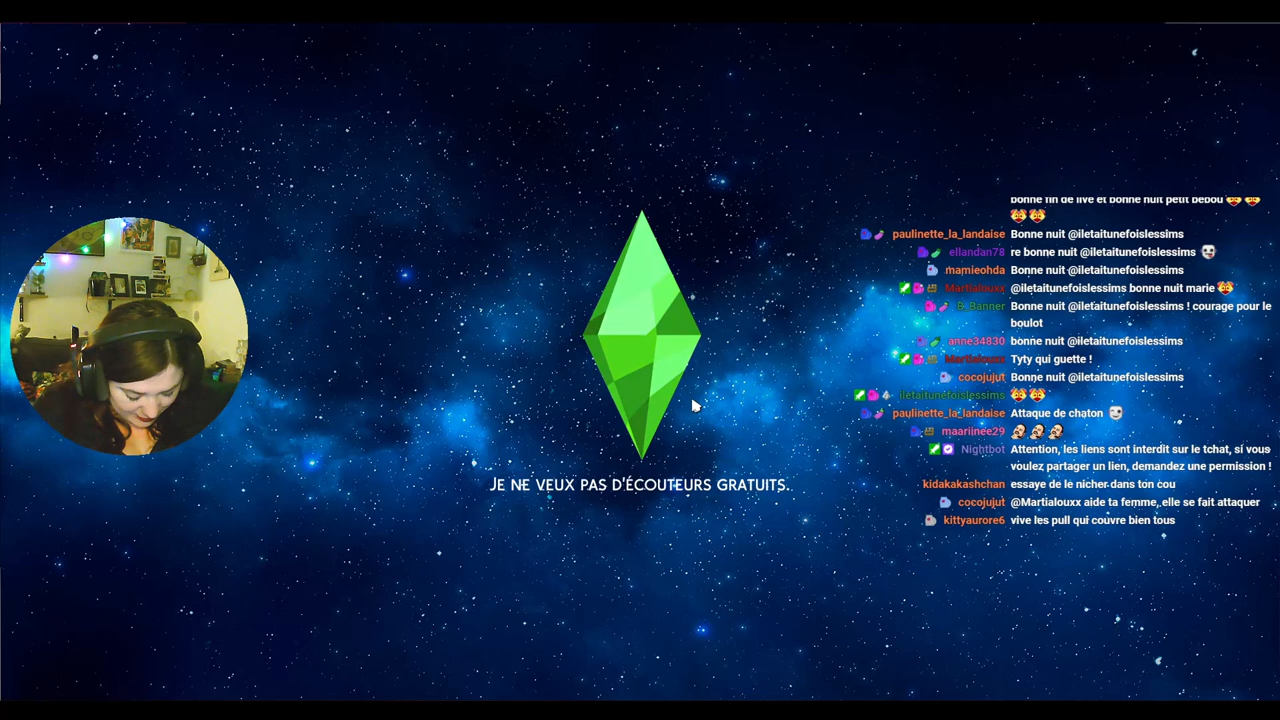 bonne fin de live et bonne nuit petit bebou
paulinette_la_landaise Bonne nuit @iletaitunefoislessims
ellandan78 re bonne nuit @iletaitunefoislessims
mamieohda Bonne nuit @iletaitunefoislessims
Martialouxx @iletaitunefoislessims bonne nuit marie
B_Banner Bonne nuit @iletaitunefoislessims ! courage pour le
boulot
anne34830 bonne nuit @iletaitunefoislessims
Martialouxx Tyty qui guette !
cocojujut Bonne nuit @iletaitunefoislessims
iletaitunefoislessims
paulinette_la_landaise Attaque de chaton
maariinee29
Nightbot Attention, les liens sont interdit sur le tchat, si vous
voulez partager un lien, demandez une permission !
JE NE VEUX PAS D'ÉCOUTEURS GRATUITS.
kidakakashchan essaye de le nicher dans ton cou
cocojujut @Martialouxx aide ta femme, elle se fait attaquer
kittyaurore6 vive les pull qui couvre bien tous